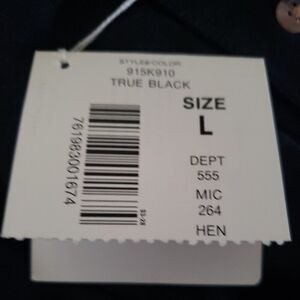 STYLE/COLOR
915K910
TRUE BLACK
SIZE
L
DEPT
555
MIC
264
HEN
761983001674